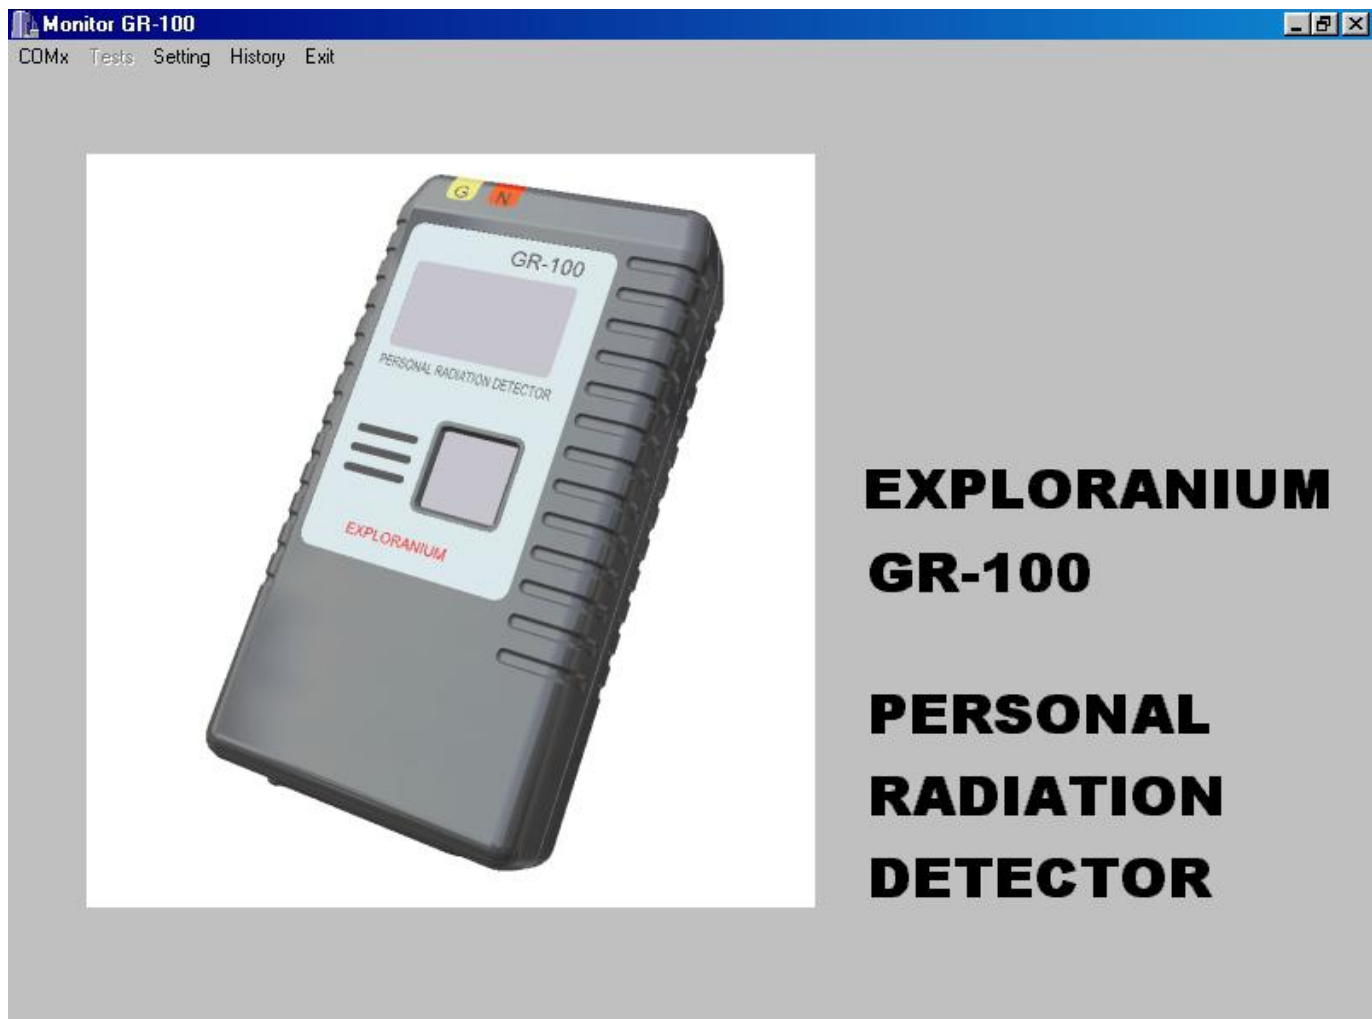 Monitor GR-100
COMx Tests Setting History Exit
G N
GR-100
PERSONAL RADIATION DETECTOR
EXPLORANIUM
EXPLORANIUM
GR-100
PERSONAL
RADIATION
DETECTOR